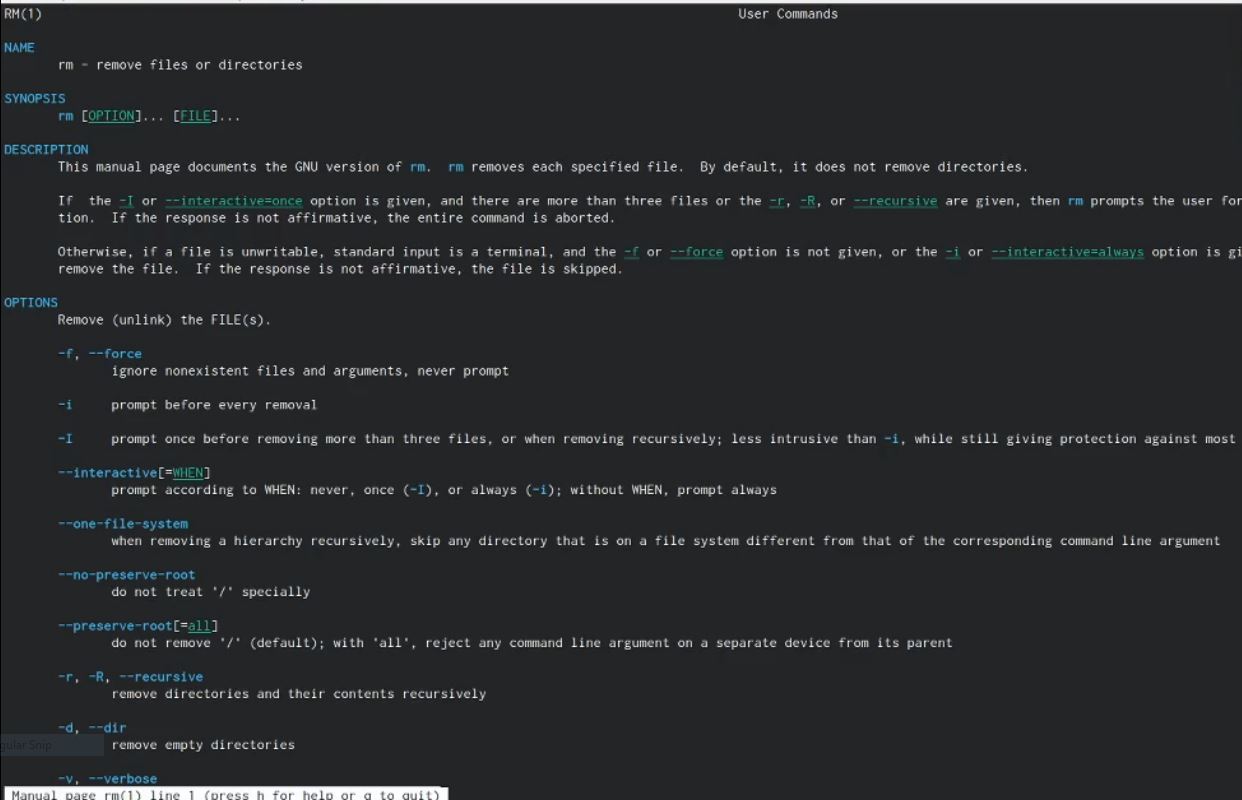 RM(1) User Commands
NAME
rm - remove files or directories
SYNOPSIS
rm [OPTION]... [FILE]...
DESCRIPTION
This manual page documents the GNU version of rm. rm removes each specified file. By default, it does not remove directories.
If the -I or --interactive=once option is given, and there are more than three files or the -r, -R, or --recursive are given, then rm prompts the user for
tion. If the response is not affirmative, the entire command is aborted.
Otherwise, if a file is unwritable, standard input is a terminal, and the -f or --force option is not given, or the -i or --interactive=always option is gi
remove the file. If the response is not affirmative, the file is skipped.
OPTIONS
Remove (unlink) the FILE(s).
-f, --force
ignore nonexistent files and arguments, never prompt
-i prompt before every removal
-I prompt once before removing more than three files, or when removing recursively; less intrusive than -i, while still giving protection against most
--interactive[=WHEN]
prompt according to WHEN: never, once (-I), or always (-i); without WHEN, prompt always
--one-file-system
when removing a hierarchy recursively, skip any directory that is on a file system different from that of the corresponding command line argument
--no-preserve-root
do not treat '/' specially
--preserve-root[=all]
do not remove '/' (default); with 'all', reject any command line argument on a separate device from its parent
-r, -R, --recursive
remove directories and their contents recursively
-d, --dir
gular Snip
remove empty directories
-v, --verbose
Manual page rm(1) line 1 (press h for help or q to quit)